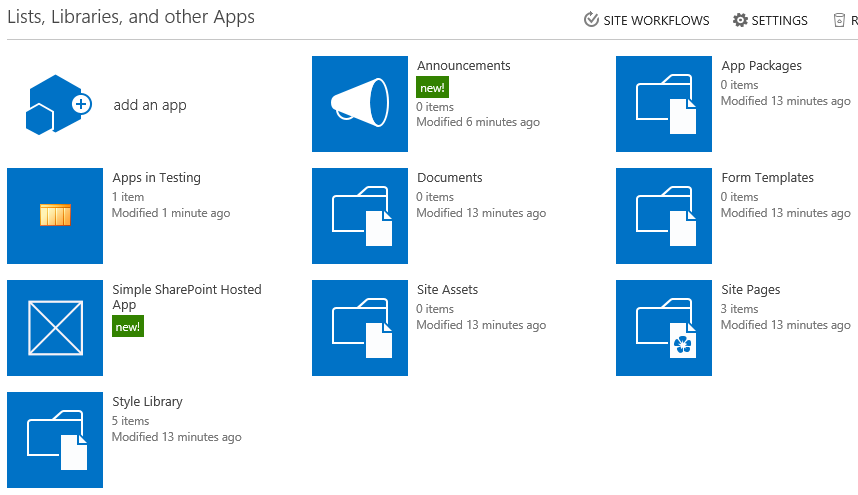 Lists, Libraries, and other Apps
SITE WORKFLOWS
SETTINGS
R
add an app
Announcements
new!
0 items
Modified 6 minutes ago
App Packages
0 items
Modified 13 minutes ago
Apps in Testing
1 item
Modified 1 minute ago
Documents
0 items
Modified 13 minutes ago
Form Templates
0 items
Modified 13 minutes ago
Simple SharePoint Hosted
App
new!
Site Assets
0 items
Modified 13 minutes ago
Site Pages
3 items
Modified 13 minutes ago
Style Library
5 items
Modified 13 minutes ago